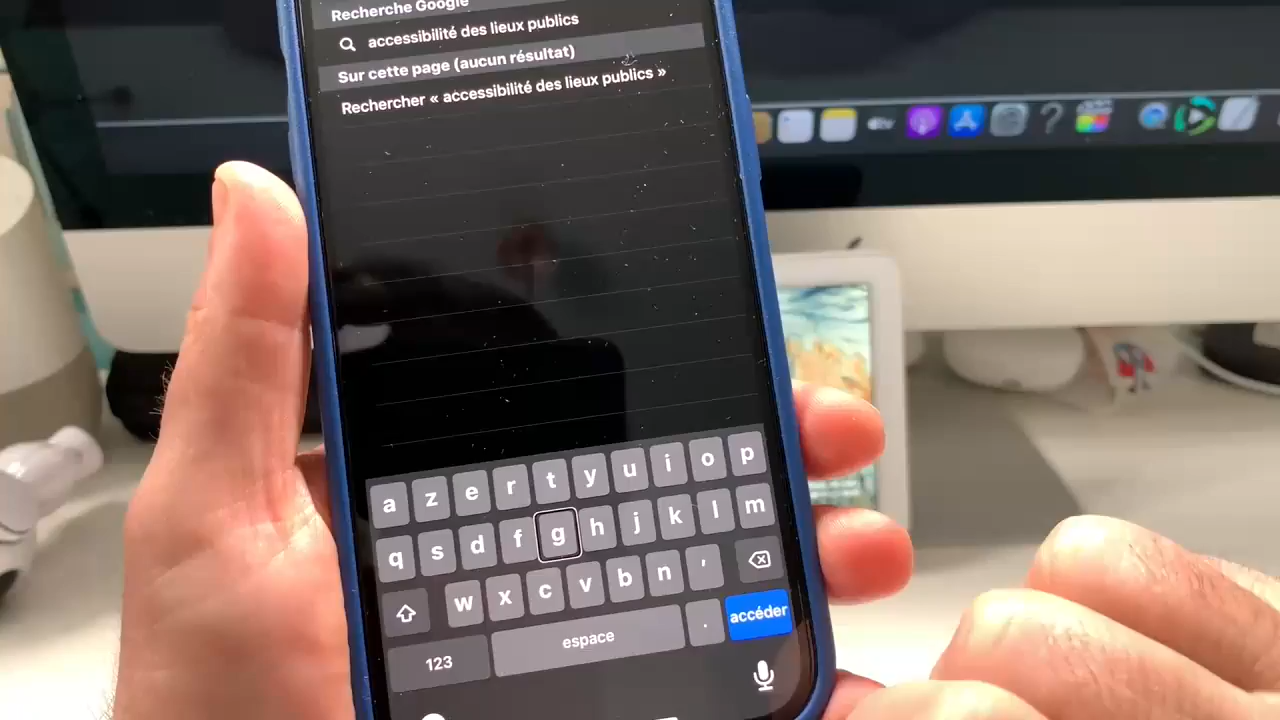 Recherche Google
accessibilité des lieux publics
Sur cette page (aucun résultat)
Rechercher « accessibilité des lieux publics »
a z e r t y u i o p
q s d f g h j k l m
w x c v b n ’
123 espace . accéder